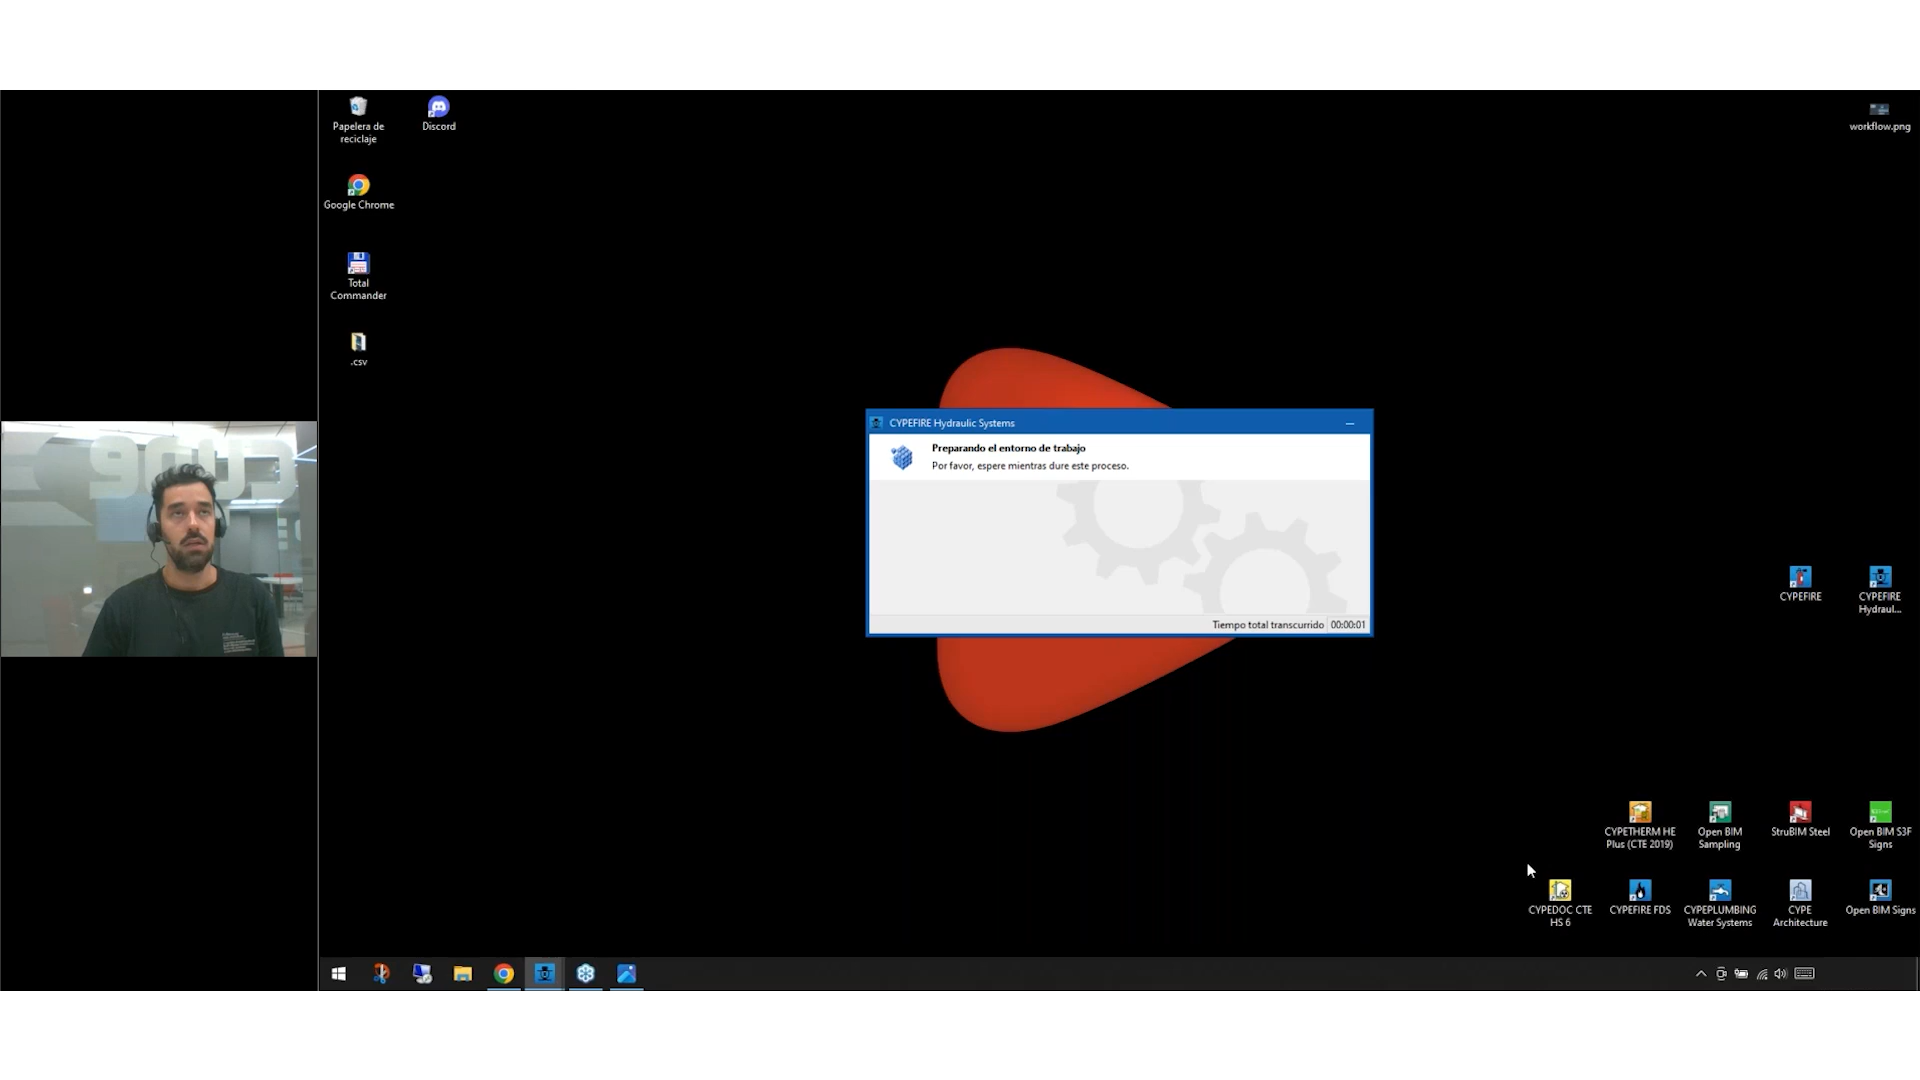 Papelera de
reciclaje
Discord
workflow.png
Google Chrome
Total
Commander
.csv
CYPEFIRE Hydraulic Systems
Preparando el entorno de trabajo
Por favor, espere mientras dure este proceso.
Tiempo total transcurrido 00:00:01
CYPEFIRE
CYPEFIRE
Hydraul...
CYPETHERM HE
Plus (CTE 2019)
Open BIM
Sampling
StruBIM Steel
Open BIM S3F
Signs
CYPEDOC CTE
HS 6
CYPEFIRE FDS
CYPEPLUMBING
Water Systems
CYPE
Architecture
Open BIM Signs